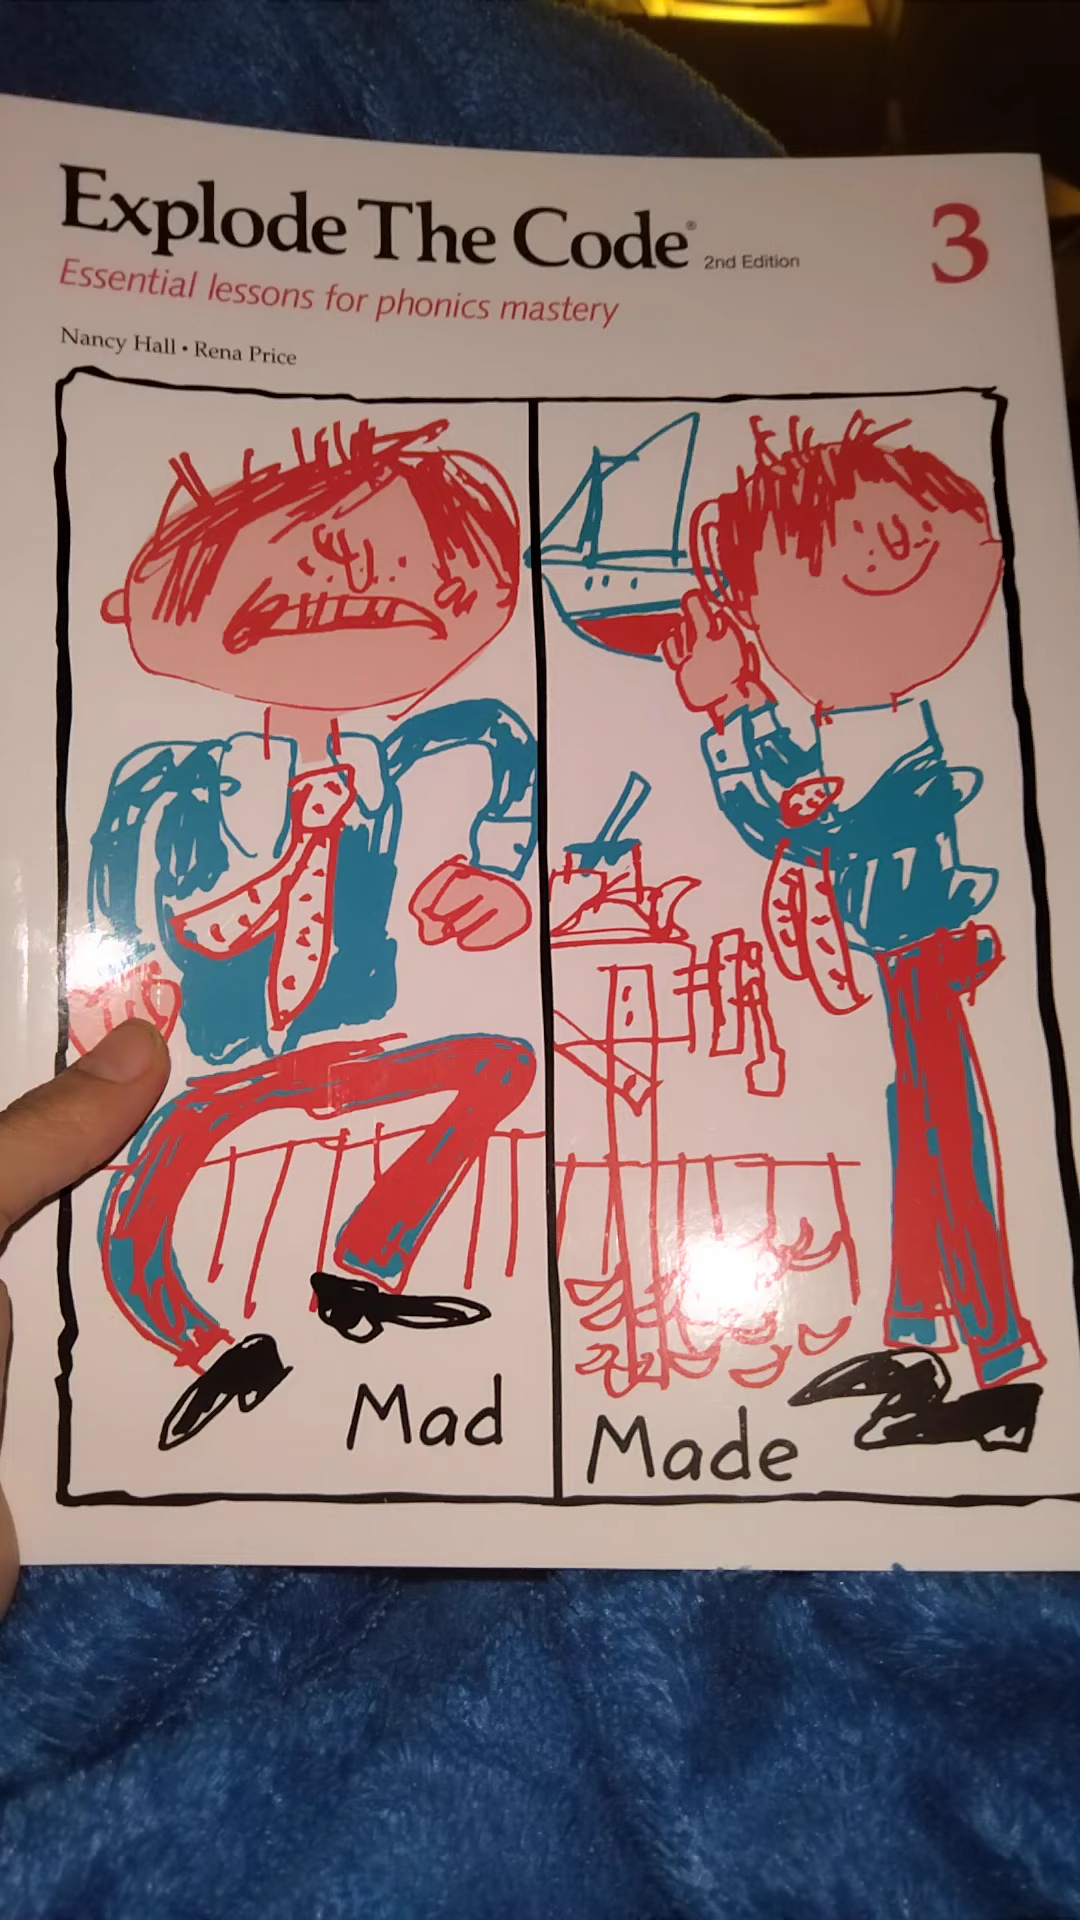 Explode The Code® 2nd Edition
3
Essential lessons for phonics mastery
Nancy Hall • Rena Price
Mad
Made